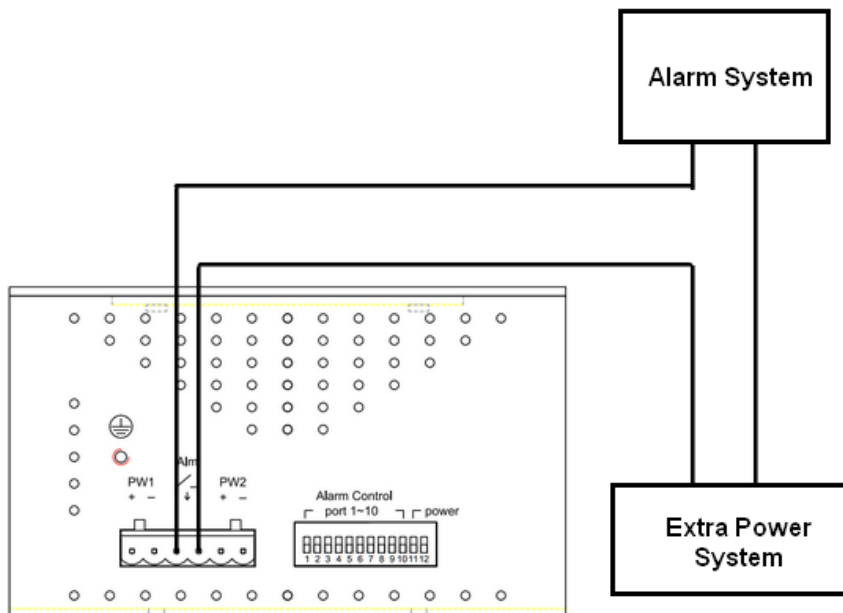 Alarm System
Alm
PW1
PW2
+ − + −
Alarm Control
port 1~10 power
1 2 3 4 5 6 7 8 9 10 11 12
Extra Power
System